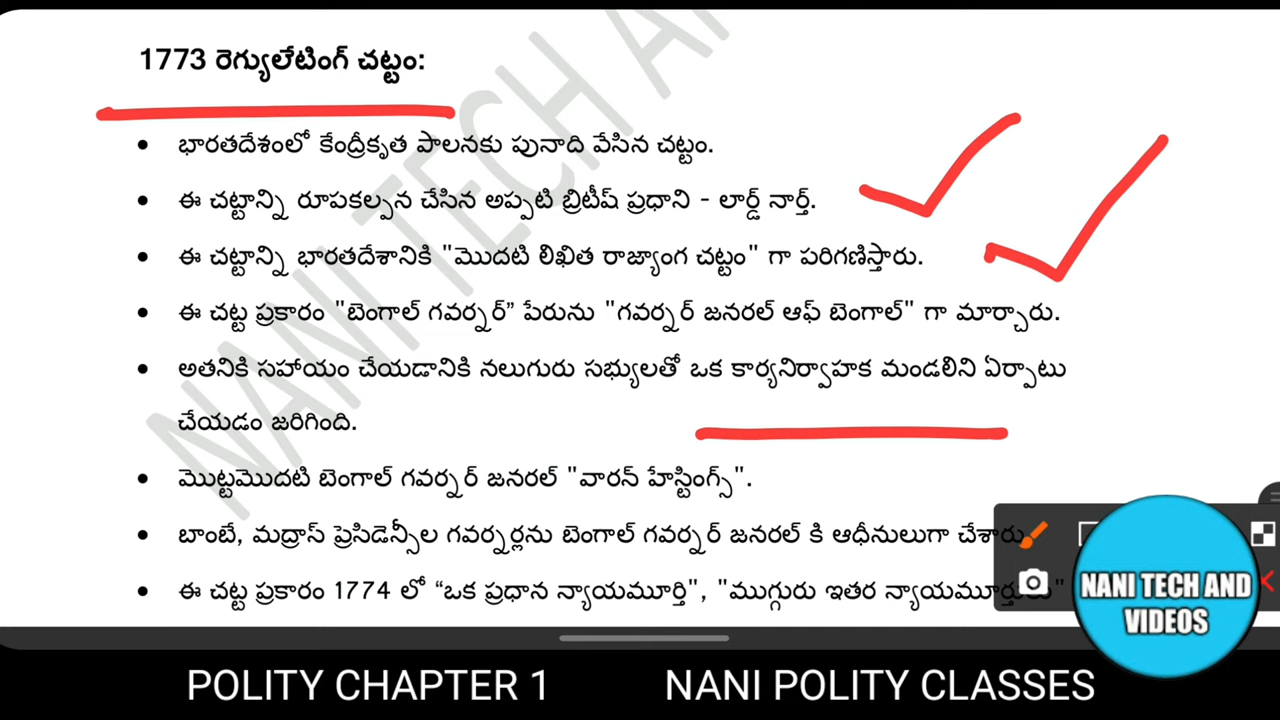 1773 రెగ్యులేటింగ్ చట్టం:
• భారతదేశంలో కేంద్రీకృత పాలనకు పునాది వేసిన చట్టం.
• ఈ చట్టాన్ని రూపకల్పన చేసిన అప్పటి బ్రిటీష్ ప్రధాని - లార్డ్ నార్త్.
• ఈ చట్టాన్ని భారతదేశానికి "మొదటి లిఖిత రాజ్యాంగ చట్టం" గా పరిగణిస్తారు.
• ఈ చట్ట ప్రకారం "బెంగాల్ గవర్నర్” పేరును "గవర్నర్ జనరల్ ఆఫ్ బెంగాల్" గా మార్చారు.
• అతనికి సహాయం చేయడానికి నలుగురు సభ్యులతో ఒక కార్యనిర్వాహక మండలిని ఏర్పాటు
చేయడం జరిగింది.
• మొట్టమొదటి బెంగాల్ గవర్నర్ జనరల్ "వారన్ హేస్టింగ్స్".
• బాంబే, మద్రాస్ ప్రెసిడెన్సీల గవర్నర్లను బెంగాల్ గవర్నర్ జనరల్ కి ఆధీనులుగా చేశారు
• ఈ చట్ట ప్రకారం 1774 లో “ఒక ప్రధాన న్యాయమూర్తి", "ముగ్గురు ఇతర న్యాయమూర్తులు"
NANI TECH AND
VIDEOS
POLITY CHAPTER 1 NANI POLITY CLASSES
NANI TECH